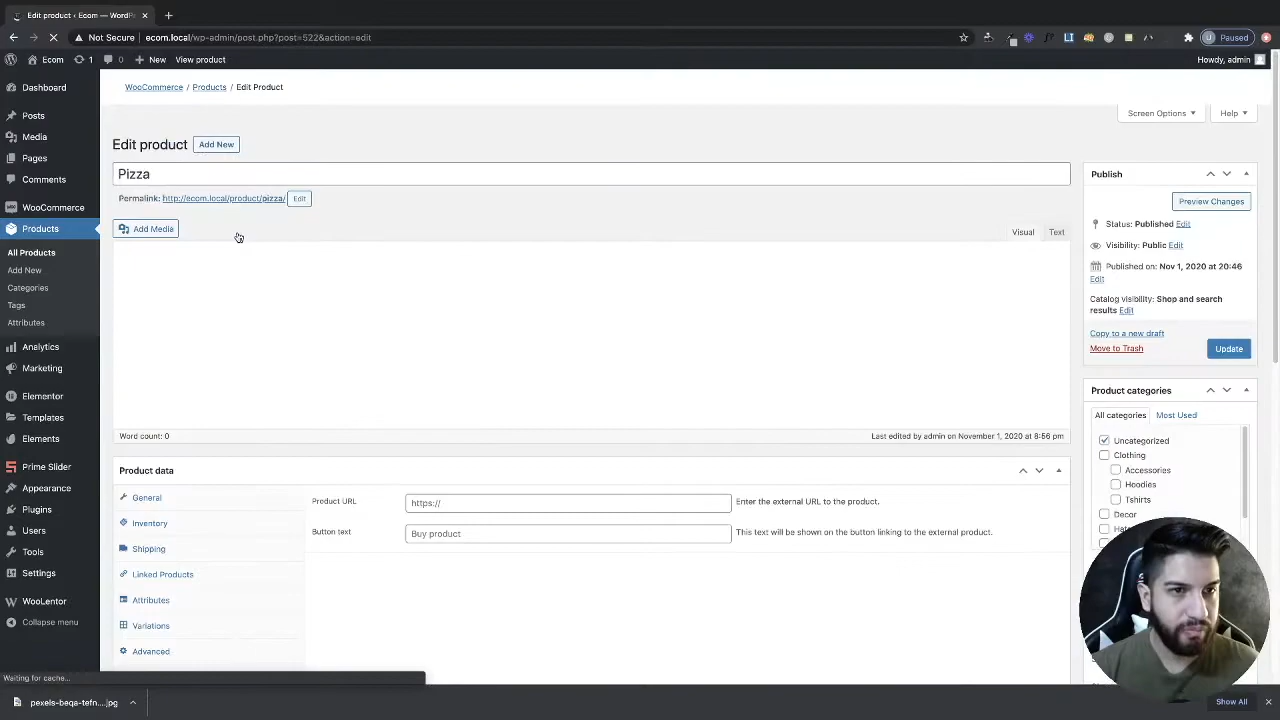 Edit product ‹ Ecom — WordPr
Not Secure
ecom.local/wp-admin/post.php?post=522&action=edit
Paused
Ecom
1
0
New
View product
Howdy, admin
Dashboard
Posts
Media
Pages
Comments
WooCommerce
Products
All Products
Add New
Categories
Tags
Attributes
Analytics
Marketing
Elementor
Templates
Elements
Prime Slider
Appearance
Plugins
Users
Tools
Settings
WooLentor
Collapse menu
WooCommerce / Products / Edit Product
Screen Options
Help
Edit product
Add New
Pizza
Permalink: http://ecom.local/product/pizza/ Edit
Add Media
Visual
Text
Word count: 0
Last edited by admin on November 1, 2020 at 8:56 pm
Product data
General
Inventory
Shipping
Linked Products
Attributes
Variations
Advanced
Product URL
https://
Enter the external URL to the product.
Button text
Buy product
This text will be shown on the button linking to the external product.
Publish
Preview Changes
Status: Published Edit
Visibility: Public Edit
Published on: Nov 1, 2020 at 20:46
Edit
Catalog visibility: Shop and search
results Edit
Copy to a new draft
Move to Trash
Update
Product categories
All categories
Most Used
Uncategorized
Clothing
Accessories
Hoodies
Tshirts
Decor
Waiting for cache...
pexels-beqa-tefn....jpg
Show All